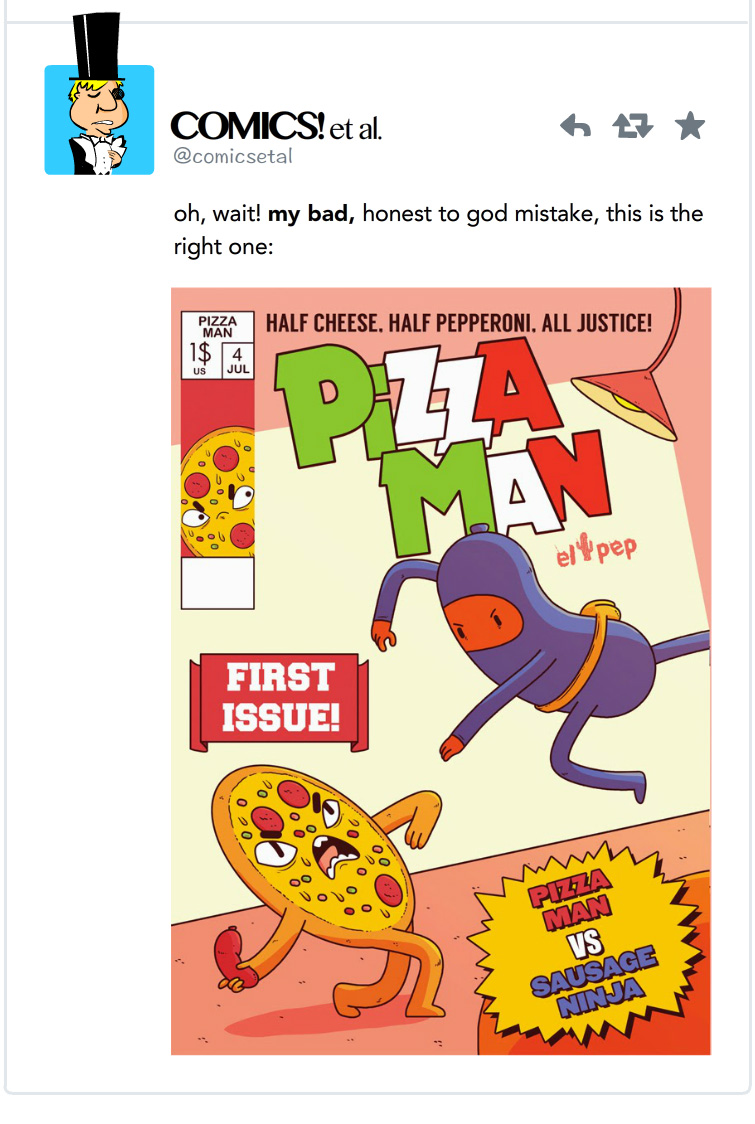 COMICS! et al.
@comicsetal
oh, wait! my bad, honest to god mistake, this is the
right one:
PIZZA
MAN
1$
US
4
JUL
HALF CHEESE, HALF PEPPERONI, ALL JUSTICE!
PiZZA
MAN
el pep
FIRST
ISSUE!
PIZZA
MAN
VS
SAUSAGE
NINJA